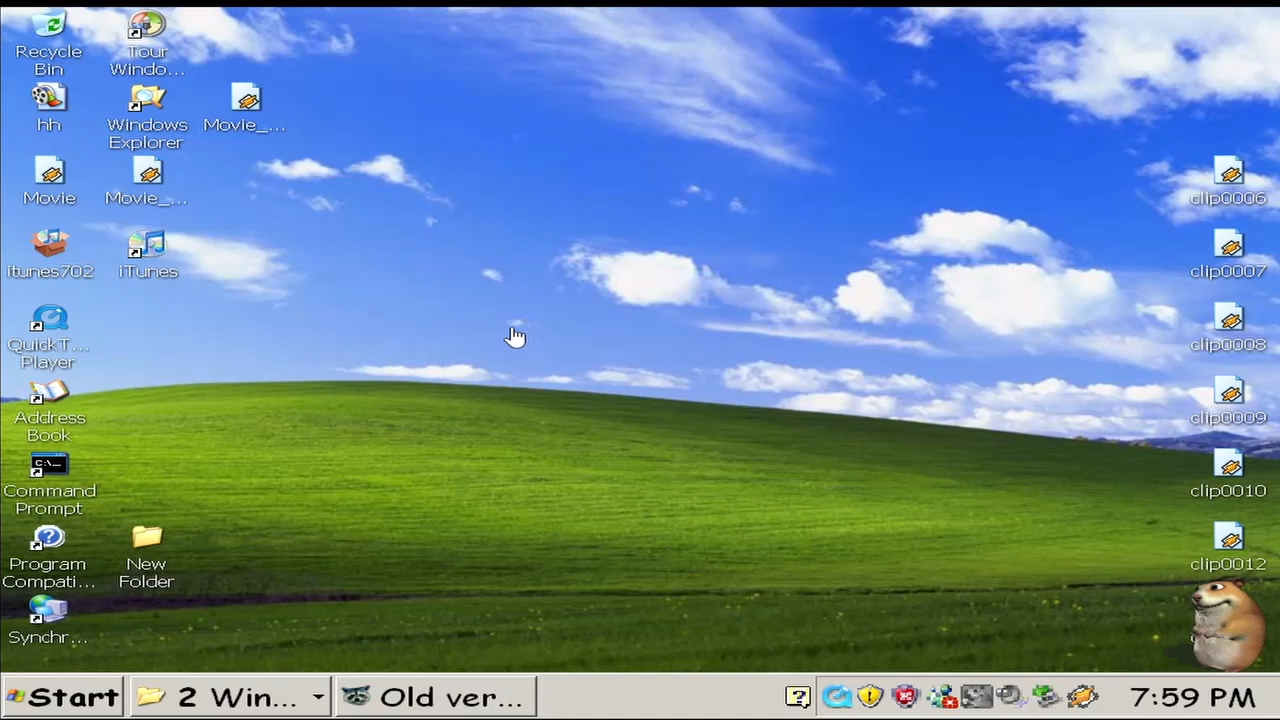 Recycle
Bin
Tour
Windo...
hh
Windows
Explorer
Movie_...
Movie
Movie_...
itunes702
iTunes
QuickT...
Player
Address
Book
C:\_
Command
Prompt
Program
Compati...
New
Folder
Synchr...
clip0006
clip0007
clip0008
clip0009
clip0010
clip0012
Start
2 Win...
Old ver...
7:59 PM